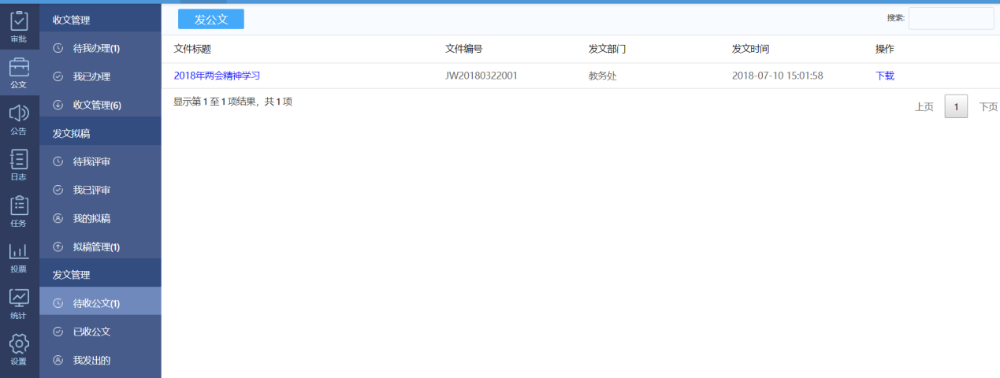 审批
公文
公告
日志
任务
投票
统计
设置
收文管理
待我办理(1)
我已办理
收文管理(6)
发文拟稿
待我评审
我已评审
我的拟稿
拟稿管理(1)
发文管理
待收公文(1)
已收公文
我发出的
发公文 搜索:
文件标题 文件编号 发文部门 发文时间 操作
2018年两会精神学习 JW20180322001 教务处 2018-07-10 15:01:58 下载
显示第 1 至 1 项结果，共 1 项
上页 1 下页